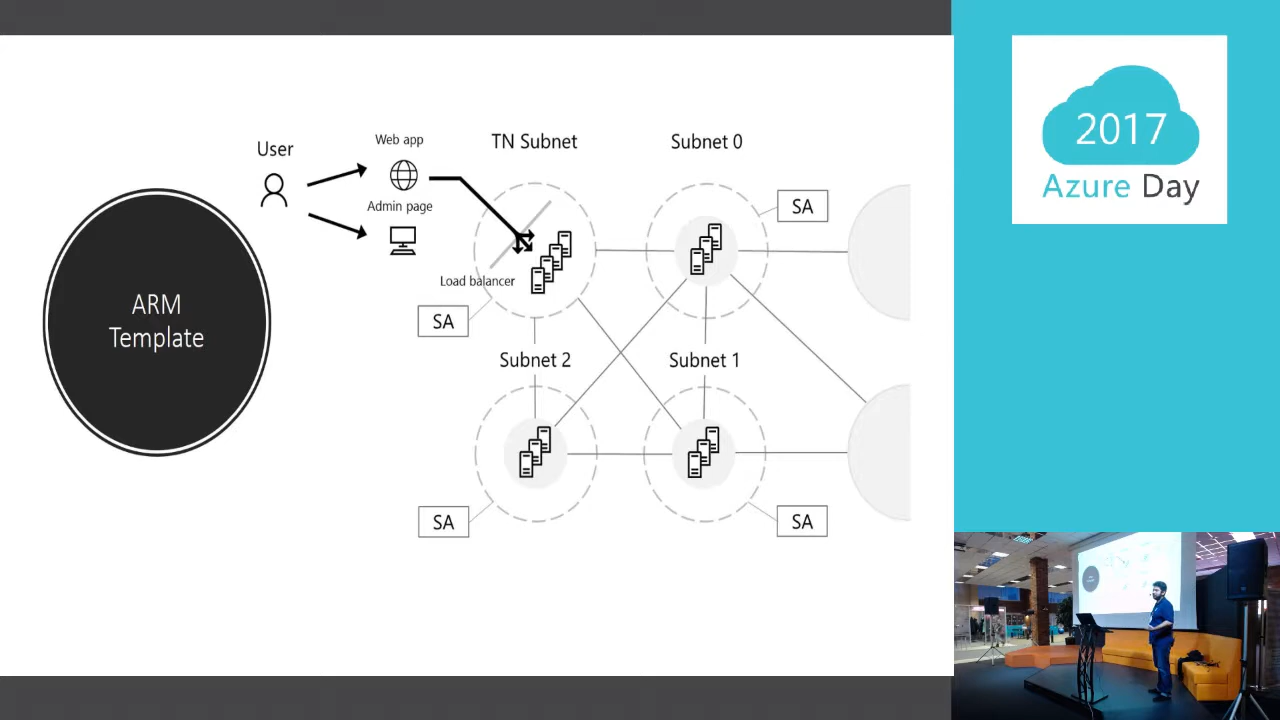 ARM
Template
User
Web app
Admin page
TN Subnet
Subnet 0
Load balancer
SA
SA
Subnet 2
Subnet 1
SA
SA
2017
Azure Day